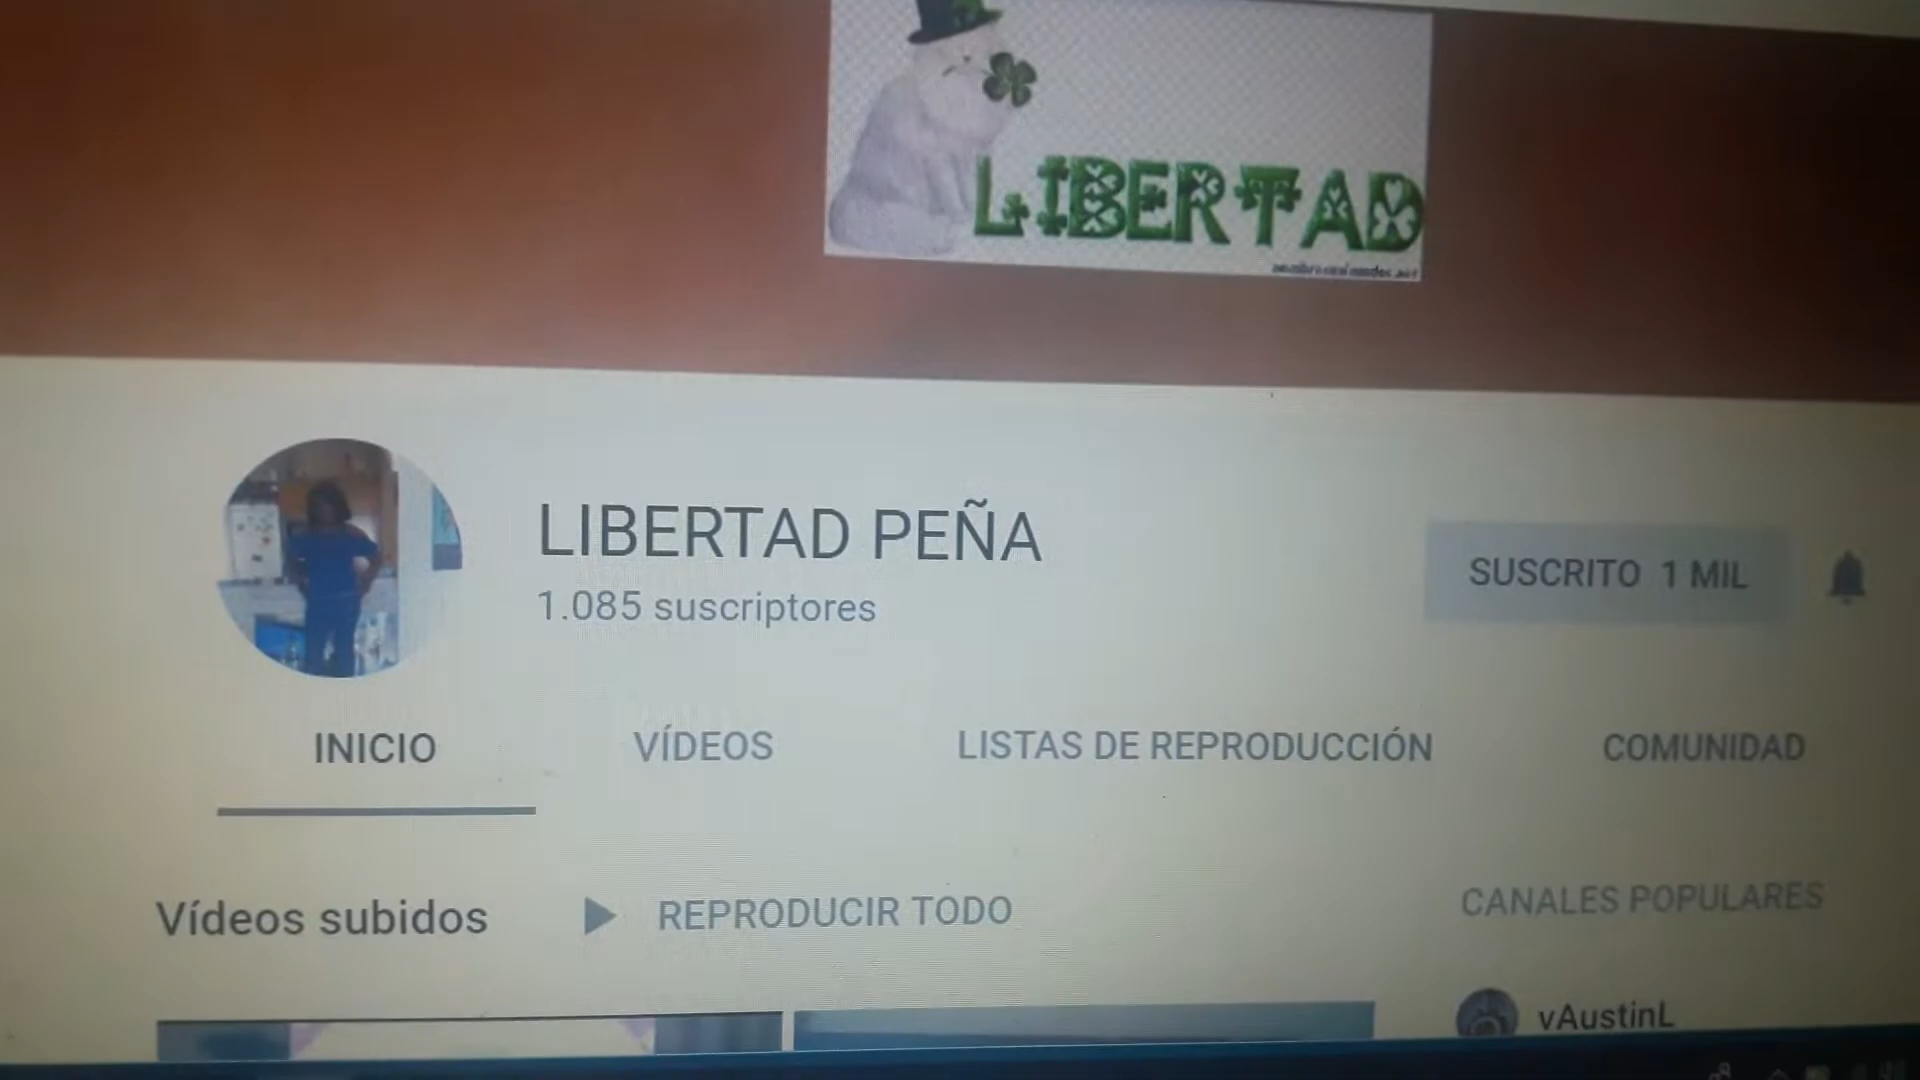 LIBERTAD
LIBERTAD PEÑA
1.085 suscriptores
SUSCRITO 1 MIL
INICIO
VÍDEOS
LISTAS DE REPRODUCCIÓN
COMUNIDAD
Vídeos subidos
REPRODUCIR TODO
CANALES POPULARES
vAustinL